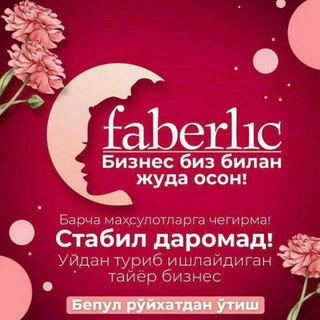 faberlic
Бизнес биз билан
жуда осон!
Барча маҳсулотларга чегирма!
Стабил даромад!
Уйдан туриб ишлайдиган
тайёр бизнес
Бепул рўйхатдан ўтиш